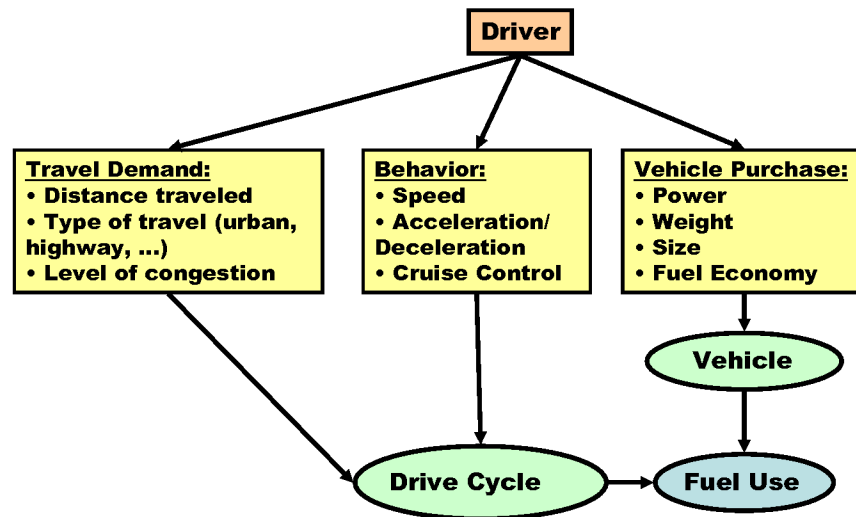 Driver
Travel Demand:
• Distance traveled
• Type of travel (urban,
highway, ...)
• Level of congestion
Behavior:
• Speed
• Acceleration/
Deceleration
• Cruise Control
Vehicle Purchase:
• Power
• Weight
• Size
• Fuel Economy
Vehicle
Drive Cycle
Fuel Use